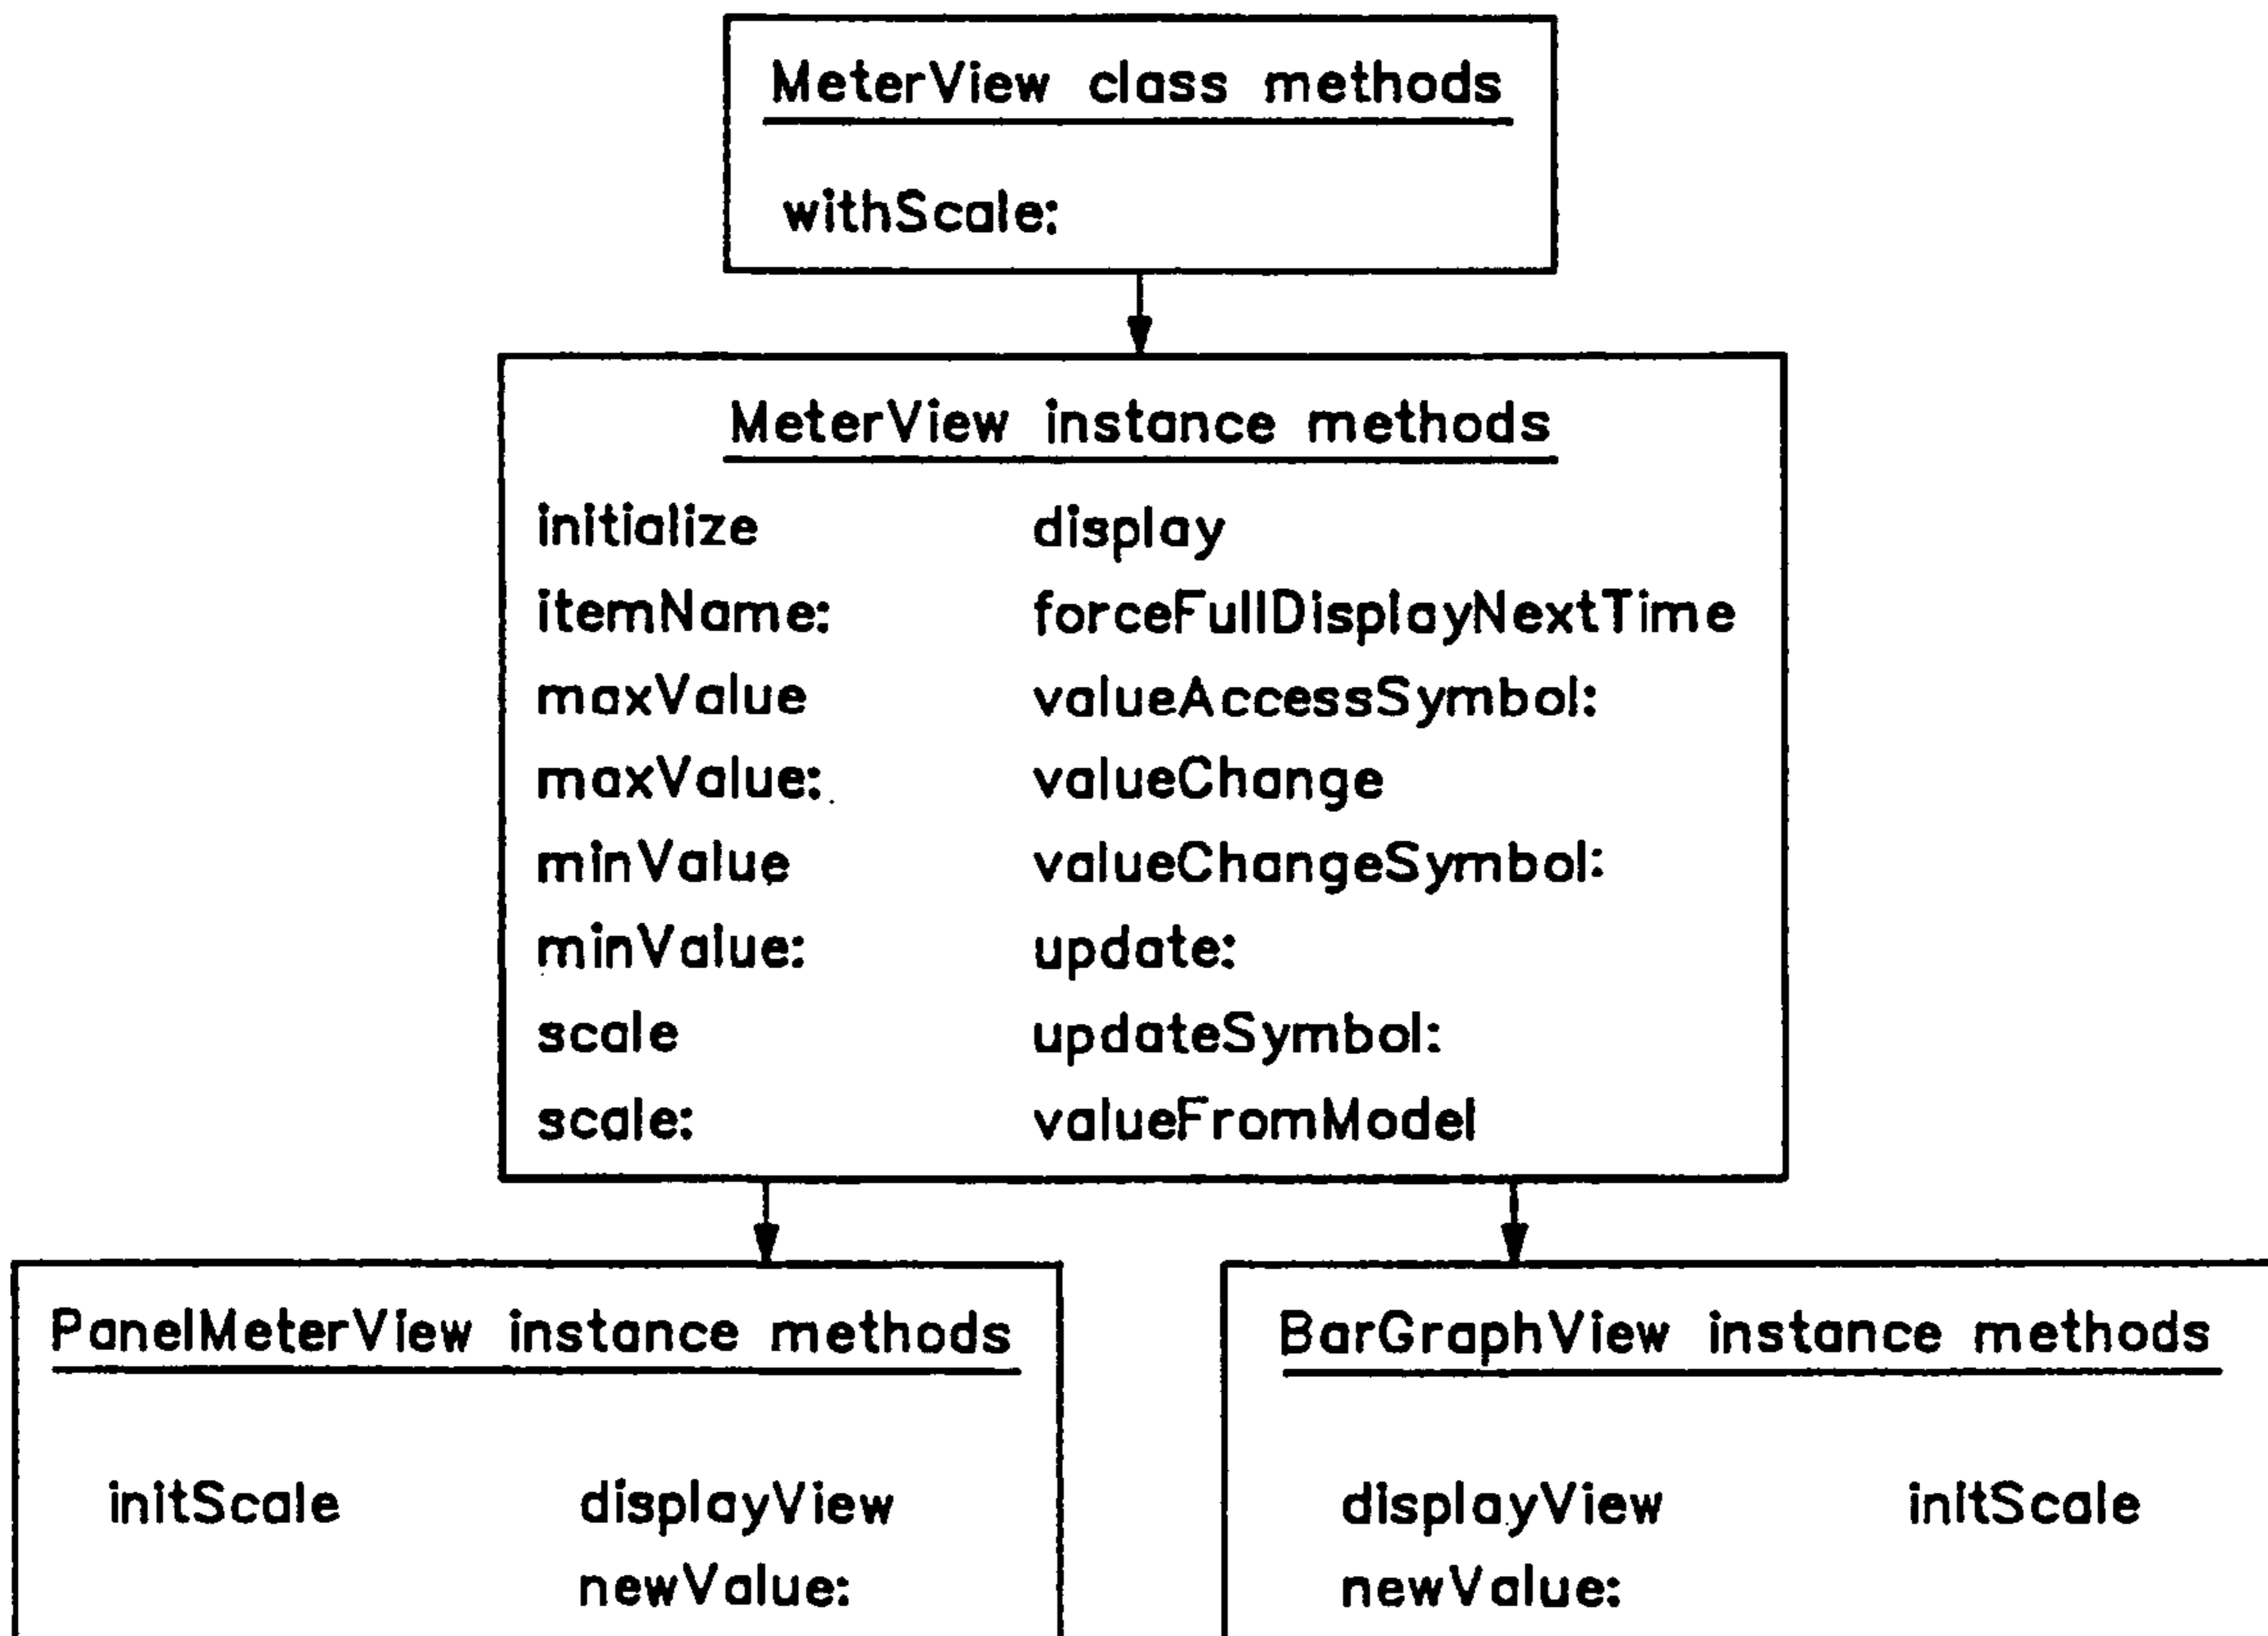 MeterView class methods
withScale:
MeterView instance methods
initialize display
itemName: forceFullDisplayNextTime
maxValue valueAccessSymbol:
maxValue: valueChange
minValue valueChangeSymbol:
minValue: update:
scale updateSymbol:
scale: valueFromModel
PanelMeterView instance methods
initScale displayView
newValue:
BarGraphView instance methods
displayView initScale
newValue: